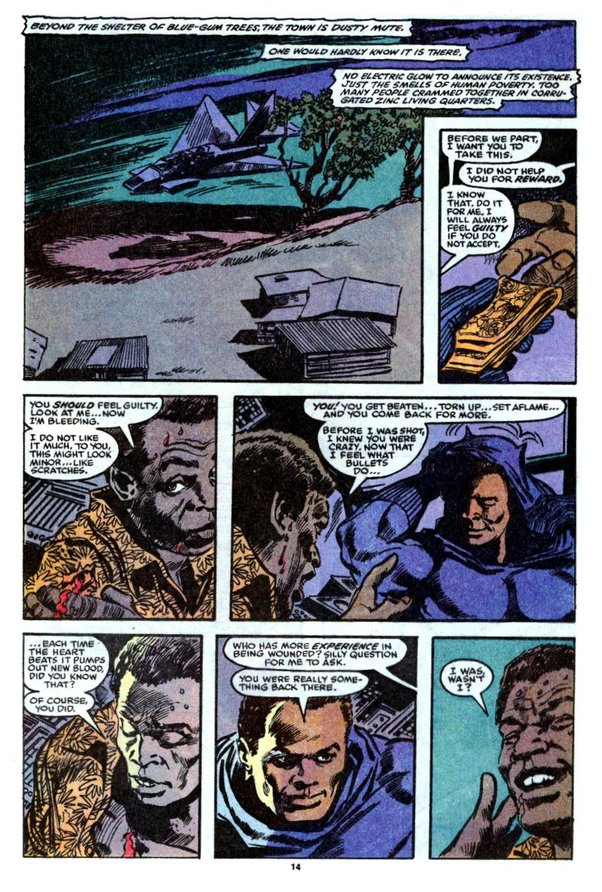 BEYOND THE SHELTER OF BLUE-GUM TREES, THE TOWN IS DUSTY MUTE.
ONE WOULD HARDLY KNOW IT IS THERE.
NO ELECTRIC GLOW TO ANNOUNCE ITS EXISTENCE.
JUST THE SMELLS OF HUMAN POVERTY. TOO
MANY PEOPLE CRAMMED TOGETHER IN CORRU-
GATED ZINC LIVING QUARTERS.
BEFORE WE PART,
I WANT YOU TO
TAKE THIS.
I DID NOT HELP
YOU FOR REWARD.
I KNOW
THAT. DO IT
FOR ME. I
WILL ALWAYS
FEEL GUILTY
IF YOU DO
NOT ACCEPT.
YOU SHOULD FEEL GUILTY.
LOOK AT ME...NOW
I'M BLEEDING.
I DO NOT LIKE
IT MUCH. TO YOU,
THIS MIGHT LOOK
MINOR...LIKE
SCRATCHES.
YOU! YOU GET BEATEN...TORN UP...SET AFLAME...
AND YOU COME BACK FOR MORE.
BEFORE I WAS SHOT,
I KNEW YOU WERE
CRAZY. NOW THAT
I FEEL WHAT
BULLETS
DO...
...EACH TIME
THE HEART
BEATS IT PUMPS
OUT NEW BLOOD,
DID YOU KNOW
THAT?
OF COURSE,
YOU DID.
WHO HAS MORE EXPERIENCE IN
BEING WOUNDED? SILLY QUESTION
FOR ME TO ASK.
YOU WERE REALLY SOME-
THING BACK THERE.
I WAS,
WASN'T
I?
14